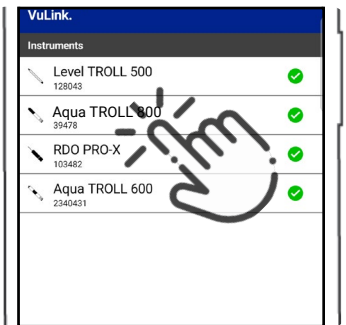 VuLink.
Instruments
Level TROLL 500
128043
Aqua TROLL 800
39478
RDO PRO-X
103482
Aqua TROLL 600
2340431